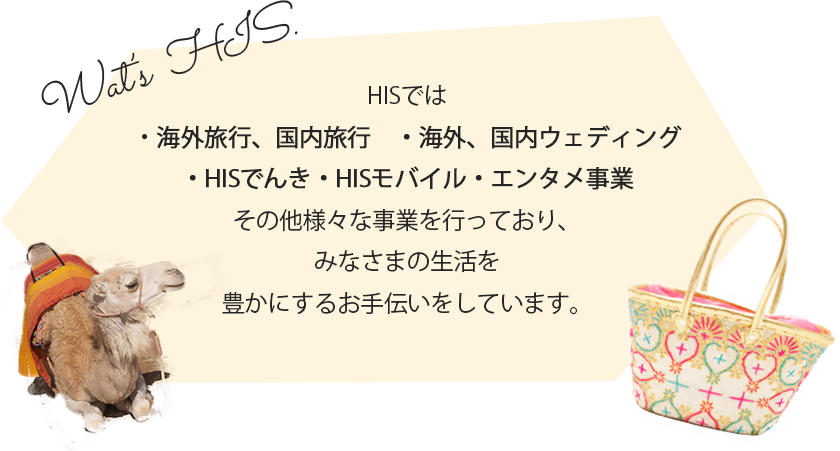 Wat's HIS.
HISでは
・海外旅行、国内旅行　・海外、国内ウェディング
・HISでんき・HISモバイル・エンタメ事業
その他様々な事業を行っており、
みなさまの生活を
豊かにするお手伝いをしています。